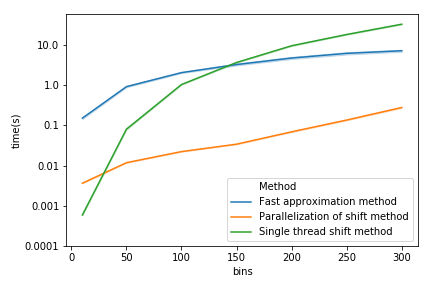 10.0
1.0
0.1
0.01
0.001
0.0001
time(s)
0 50 100 150 200 250 300
bins
Method
Fast approximation method
Parallelization of shift method
Single thread shift method